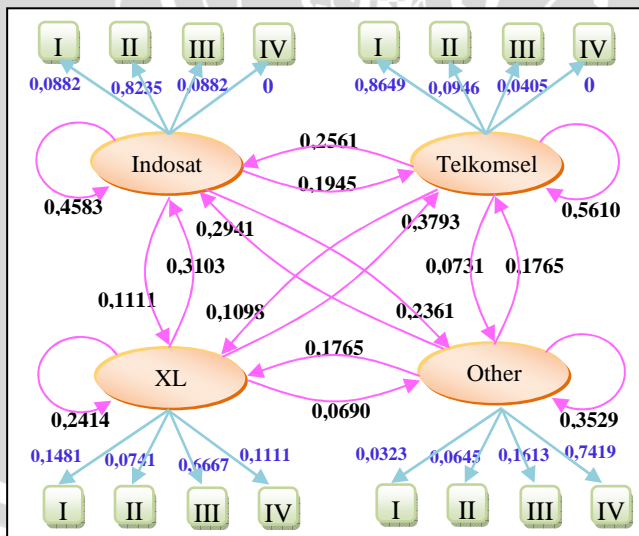 I II III IV I II III IV
0,0882 0,8235 0,0882 0 0,8649 0,0946 0,0405 0
0,2561
Indosat Telkomsel
0,1945
0,4583 0,2941 0,3793 0,5610
0,3103 0,0731 0,1765
0,1111 0,1098 0,2361
0,1765
XL Other
0,0690
0,2414 0,3529
0,1481 0,0741 0,6667 0,1111 0,0323 0,0645 0,1613 0,7419
I II III IV I II III IV